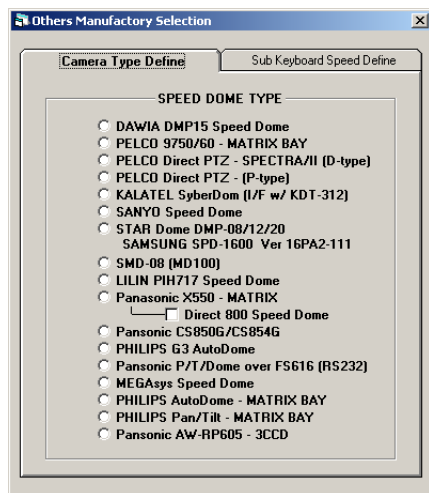 Others Manufactory Selection
Camera Type Define
Sub Keyboard Speed Define
SPEED DOME TYPE
DAWIA DMP15 Speed Dome
PELCO 9750/60 - MATRIX BAY
PELCO Direct PTZ - SPECTRA/II (D-type)
PELCO Direct PTZ - (P-type)
KALATEL SyberDom (I/F w/ KDT-312)
SANYO Speed Dome
STAR Dome DMP-08/12/20
SAMSUNG SPD-1600 Ver 16PA2-111
SMD-08 (MD100)
LILIN PIH717 Speed Dome
Panasonic X550 - MATRIX
Direct 800 Speed Dome
Pansonic CS850G/CS854G
PHILIPS G3 AutoDome
Pansonic P/T/Dome over FS616 (RS232)
MEGAsys Speed Dome
PHILIPS AutoDome - MATRIX BAY
PHILIPS Pan/Tilt - MATRIX BAY
Pansonic AW-RP605 - 3CCD